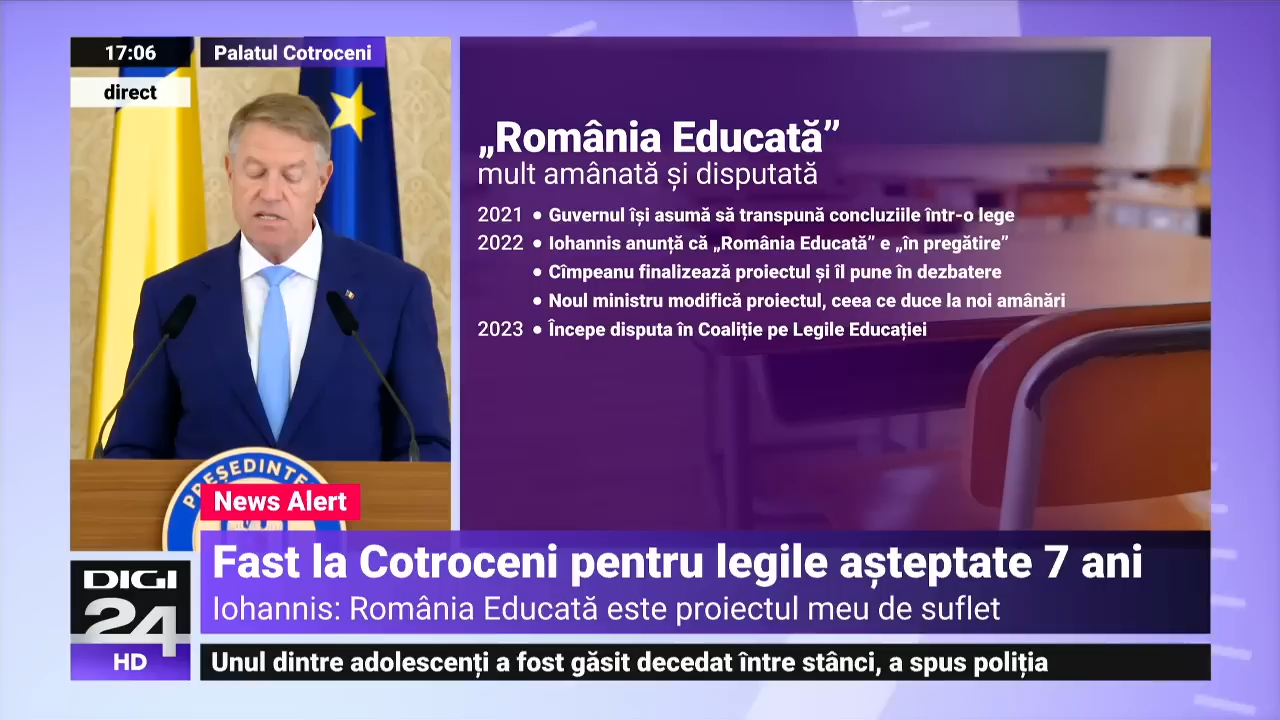 17:06
Palatul Cotroceni
direct
„România Educată”
mult amânată și disputată
2021 • Guvernul își asumă să transpună concluziile într-o lege
2022 • Iohannis anunță că „România Educată” e „în pregătire”
• Cîmpeanu finalizează proiectul și îl pune în dezbatere
• Noul ministru modifică proiectul, ceea ce duce la noi amânări
2023 • Începe disputa în Coaliție pe Legile Educației
PREȘEDINTE
News Alert
Fast la Cotroceni pentru legile așteptate 7 ani
Iohannis: România Educată este proiectul meu de suflet
DIGI
24
HD
Unul dintre adolescenți a fost găsit decedat între stânci, a spus poliția